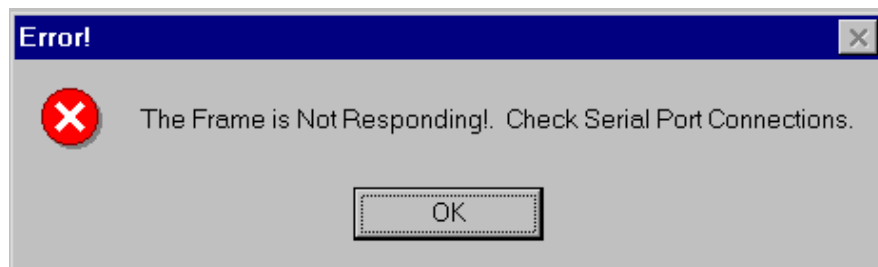 Error!
The Frame is Not Responding!. Check Serial Port Connections.
OK